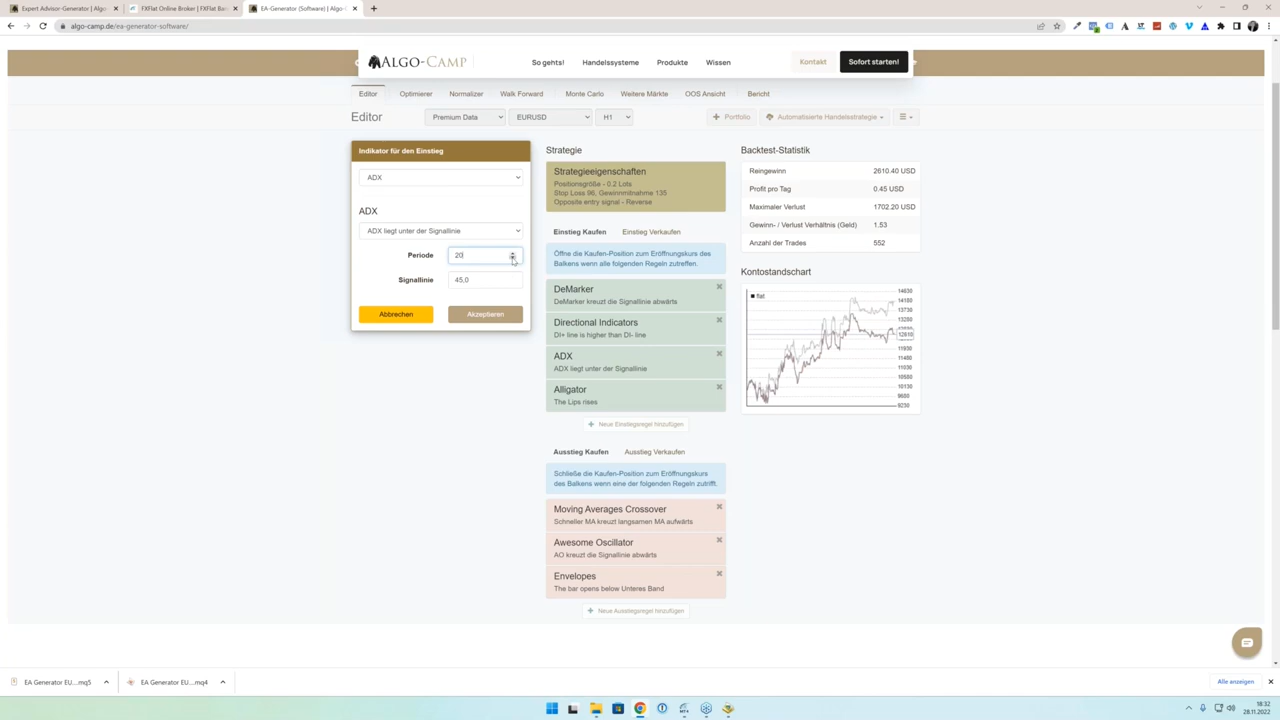 Expert Advisor-Generator | Algo-
FXFlat Online Broker | FXFlat Ba
EA-Generator (Software) | Algo-
algo-camp.de/ea-generator-software/
ALGO-CAMP
So gehts!
Handelssysteme
Produkte
Wissen
Kontakt
Sofort starten!
Editor
Optimierer
Normalizer
Walk Forward
Monte Carlo
Weitere Märkte
OOS Ansicht
Bericht
Editor
Premium Data
EURUSD
H1
Portfolio
Automatisierte Handelsstrategie
Indikator für den Einstieg
ADX
ADX
ADX liegt unter der Signallinie
Periode
20
Signallinie
45,0
Abbrechen
Akzeptieren
Strategie
Strategieeigenschaften
Positionsgröße - 0.2 Lots
Stop Loss 96, Gewinnmitnahme 135
Opposite entry signal - Reverse
Einstieg Kaufen
Einstieg Verkaufen
Öffne die Kaufen-Position zum Eröffnungskurs des
Balkens wenn alle folgenden Regeln zutreffen.
DeMarker
DeMarker kreuzt die Signallinie abwärts
Directional Indicators
DI+ line is higher than DI- line
ADX
ADX liegt unter der Signallinie
Alligator
The Lips rises
Neue Einstiegsregel hinzufügen
Ausstieg Kaufen
Ausstieg Verkaufen
Schließe die Kaufen-Position zum Eröffnungskurs
des Balkens wenn eine der folgenden Regeln zutrifft.
Moving Averages Crossover
Schneller MA kreuzt langsamen MA aufwärts
Awesome Oscillator
AO kreuzt die Signallinie abwärts
Envelopes
The bar opens below Unteres Band
Neue Ausstiegsregel hinzufügen
Backtest-Statistik
Reingewinn 2610.40 USD
Profit pro Tag 0.45 USD
Maximaler Verlust 1702.20 USD
Gewinn- / Verlust Verhältnis (Geld) 1.53
Anzahl der Trades 552
Kontostandschart
flat
14630
14180
13730
12810
11930
11480
11030
10580
10130
9680
9230
EA Generator EU....mq5
EA Generator EU....mq4
Alle anzeigen
18:32
28.11.2022